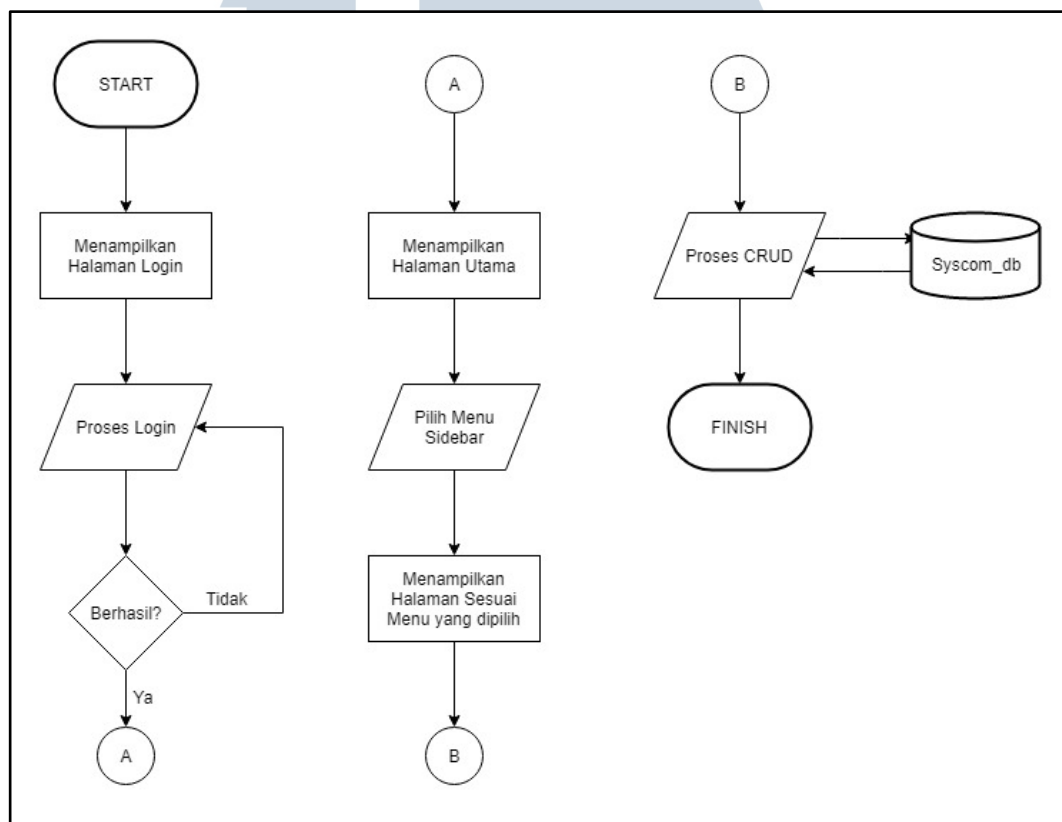 START
Menampilkan
Halaman Login
Proses Login
Berhasil?
Tidak
Ya
A
A
Menampilkan
Halaman Utama
Pilih Menu
Sidebar
Menampilkan
Halaman Sesuai
Menu yang dipilih
B
B
Proses CRUD
Syscom_db
FINISH